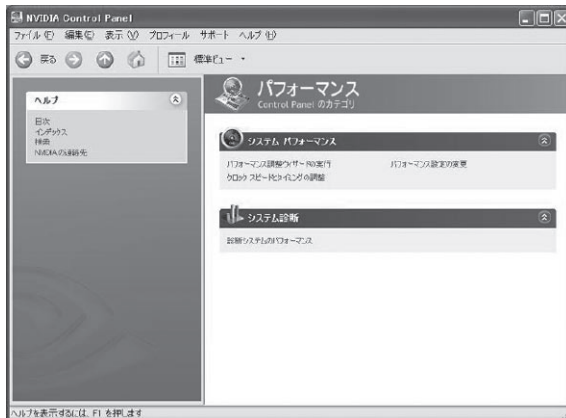 NVIDIA Control Panel
ファイル(F) 編集(E) 表示(V) プロフィール サポート ヘルプ(H)
戻る 標準ビュー
パフォーマンス
Control Panel のカテゴリ
ヘルプ
目次
インデックス
検索
NVIDIAの連絡先
システム パフォーマンス
パフォーマンス調整ウィザードの実行 パフォーマンス設定の変更
クロック スピードとタイミングの調整
システム診断
診断システムのパフォーマンス
ヘルプを表示するには、F1 を押します